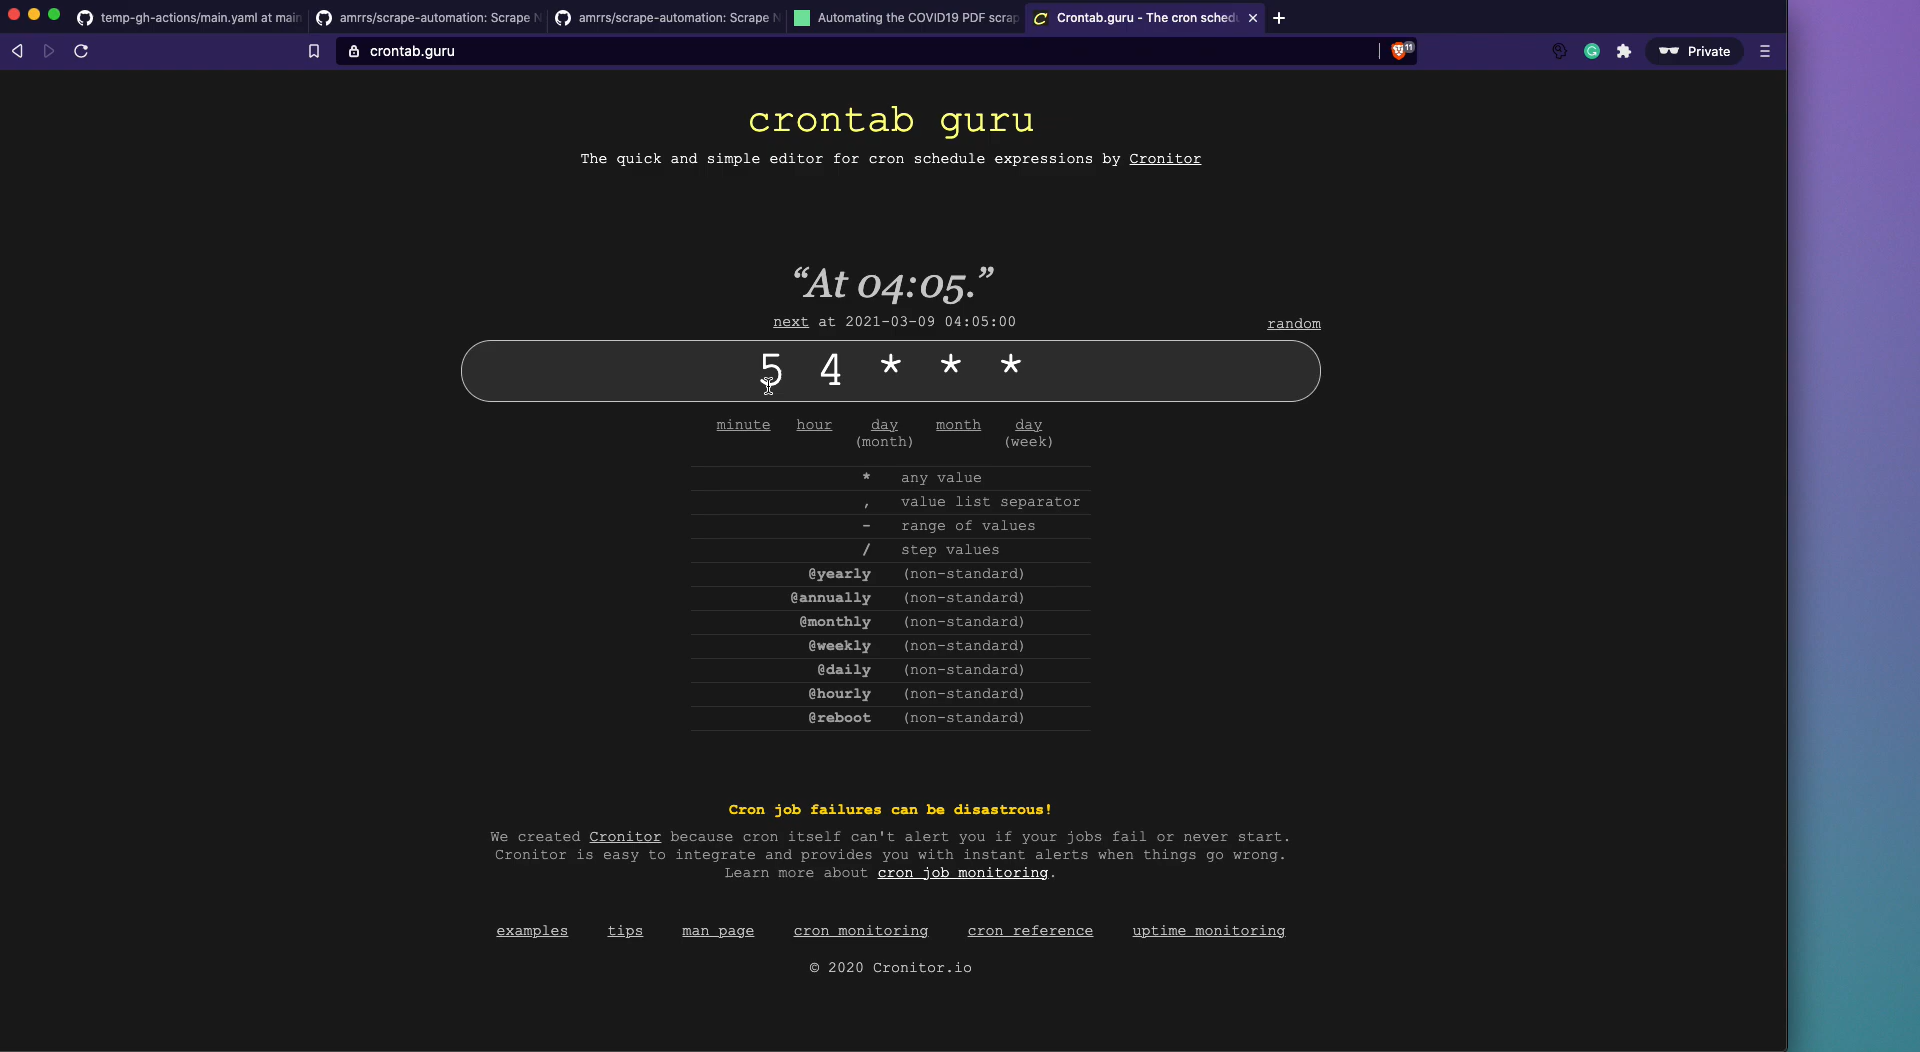 temp-gh-actions/main.yaml at main
amrrs/scrape-automation: Scrape N
amrrs/scrape-automation: Scrape N
Automating the COVID19 PDF scrap
Crontab.guru - The cron schedu
crontab.guru
11
Private
crontab guru
The quick and simple editor for cron schedule expressions by Cronitor
“At 04:05.”
next at 2021-03-09 04:05:00
random
5 4 * * *
minute hour day (month) month day (week)
* any value
, value list separator
- range of values
/ step values
@yearly (non-standard)
@annually (non-standard)
@monthly (non-standard)
@weekly (non-standard)
@daily (non-standard)
@hourly (non-standard)
@reboot (non-standard)
Cron job failures can be disastrous!
We created Cronitor because cron itself can't alert you if your jobs fail or never start.
Cronitor is easy to integrate and provides you with instant alerts when things go wrong.
Learn more about cron job monitoring.
examples tips man page cron monitoring cron reference uptime monitoring
© 2020 Cronitor.io